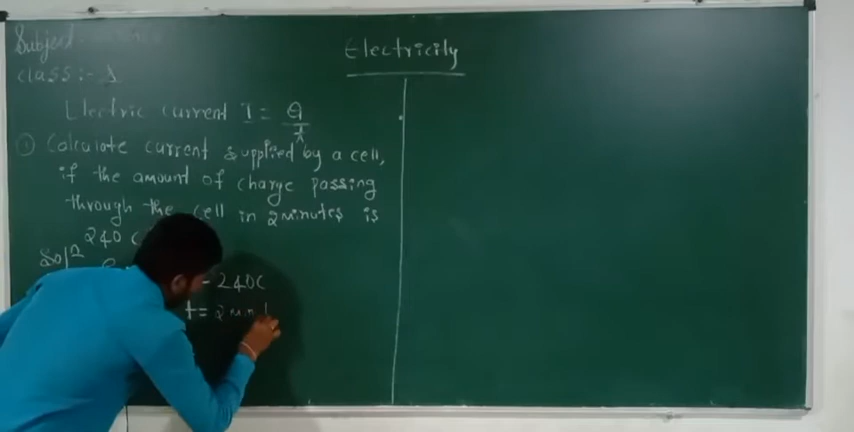 Subject
Electricity
class :- X
Electric current I = Q/t
① Calculate current supplied by a cell,
if the amount of charge passing
through the cell in 2 minutes is
240 C
Solⁿ
= 240C
t = 2 min